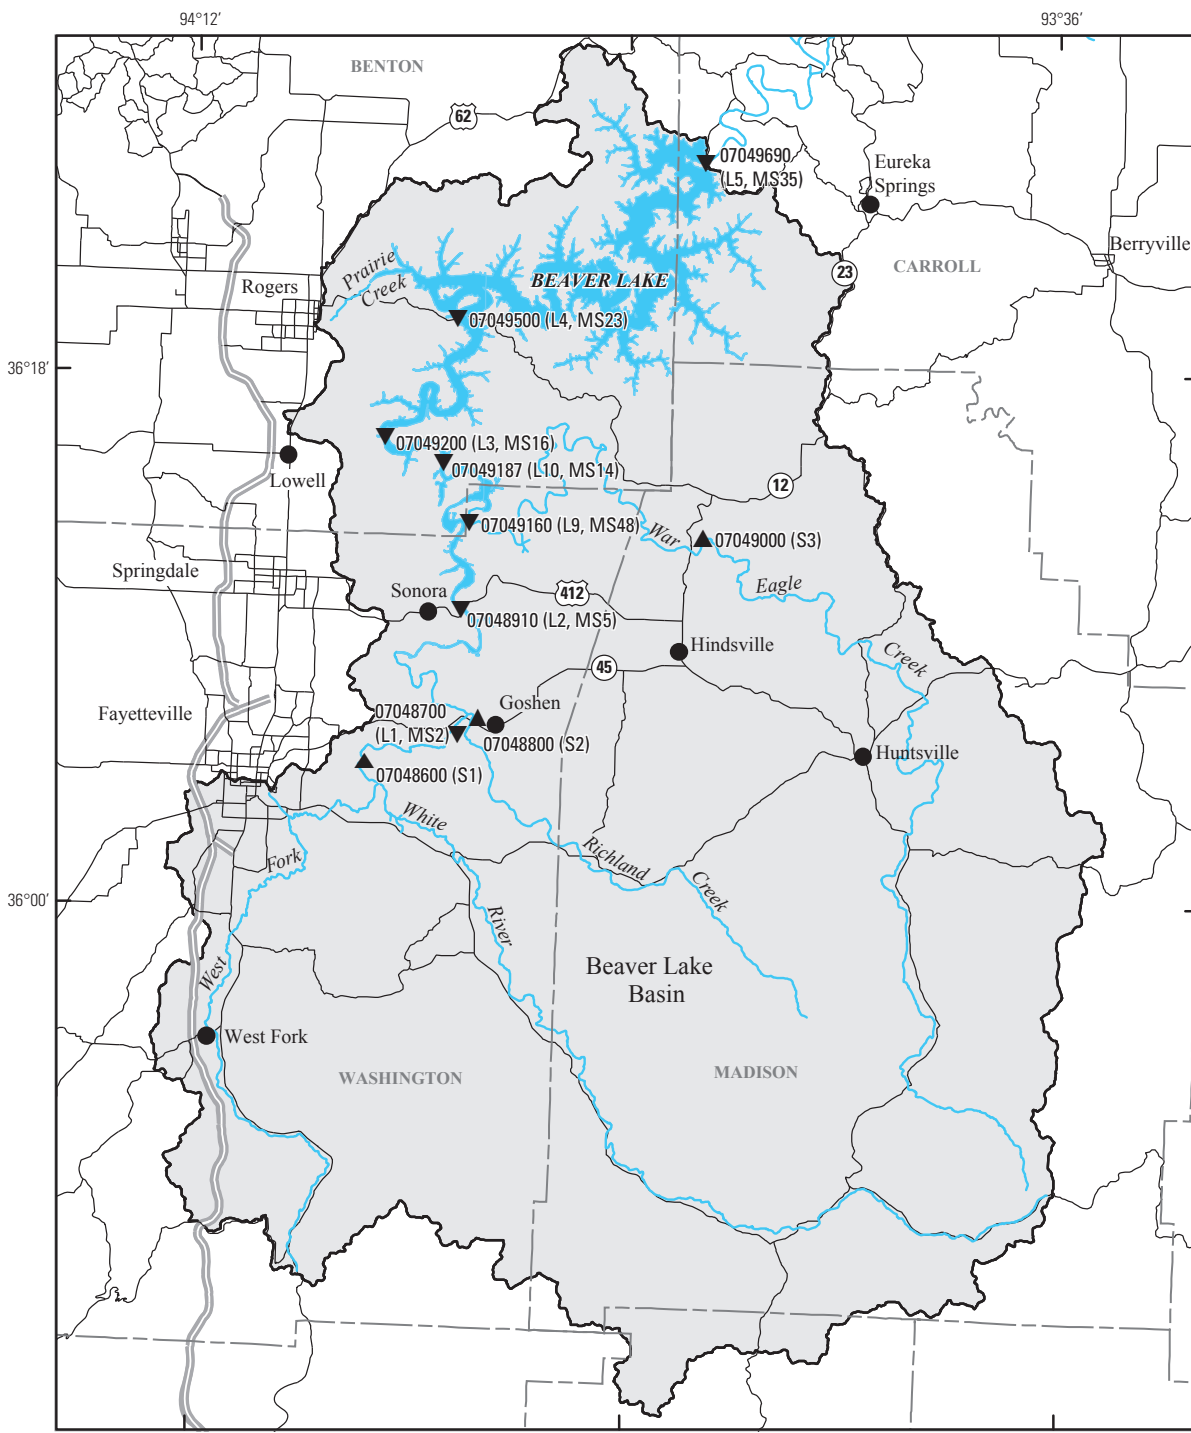 94°12'
93°36'
BENTON
62
07049690
(L5, MS35)
Eureka
Springs
Berryville
CARROLL
23
Prairie
Creek
BEAVER LAKE
Rogers
07049500 (L4, MS23)
36°18'
07049200 (L3, MS16)
07049187 (L10, MS14)
Lowell
12
07049160 (L9, MS48)
War
07049000 (S3)
Springdale
Sonora
412
Eagle
07048910 (L2, MS5)
Hindsville
Creek
45
Goshen
Fayetteville
07048700
(L1, MS2)
07048800 (S2)
Huntsville
07048600 (S1)
White
Fork
Richland
Creek
36°00'
River
West
Beaver Lake
Basin
West Fork
WASHINGTON
MADISON